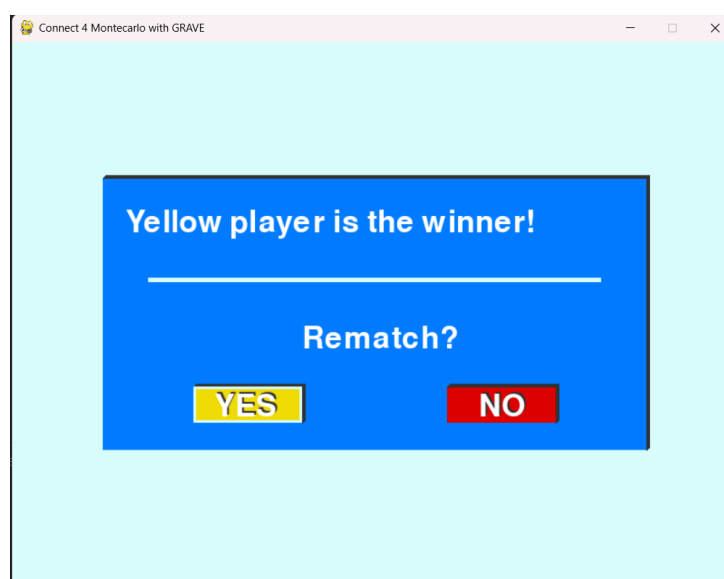 Connect 4 Montecarlo with GRAVE
Yellow player is the winner!
Rematch?
YES NO